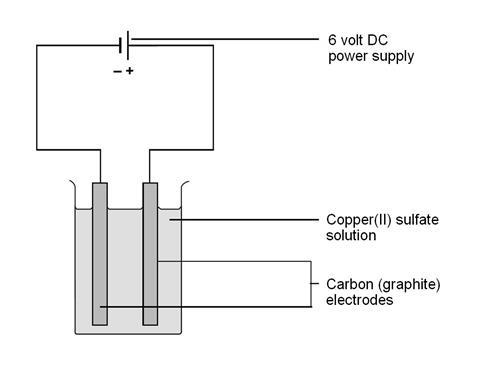 6 volt DC
power supply
– +
Copper(II) sulfate
solution
Carbon (graphite)
electrodes